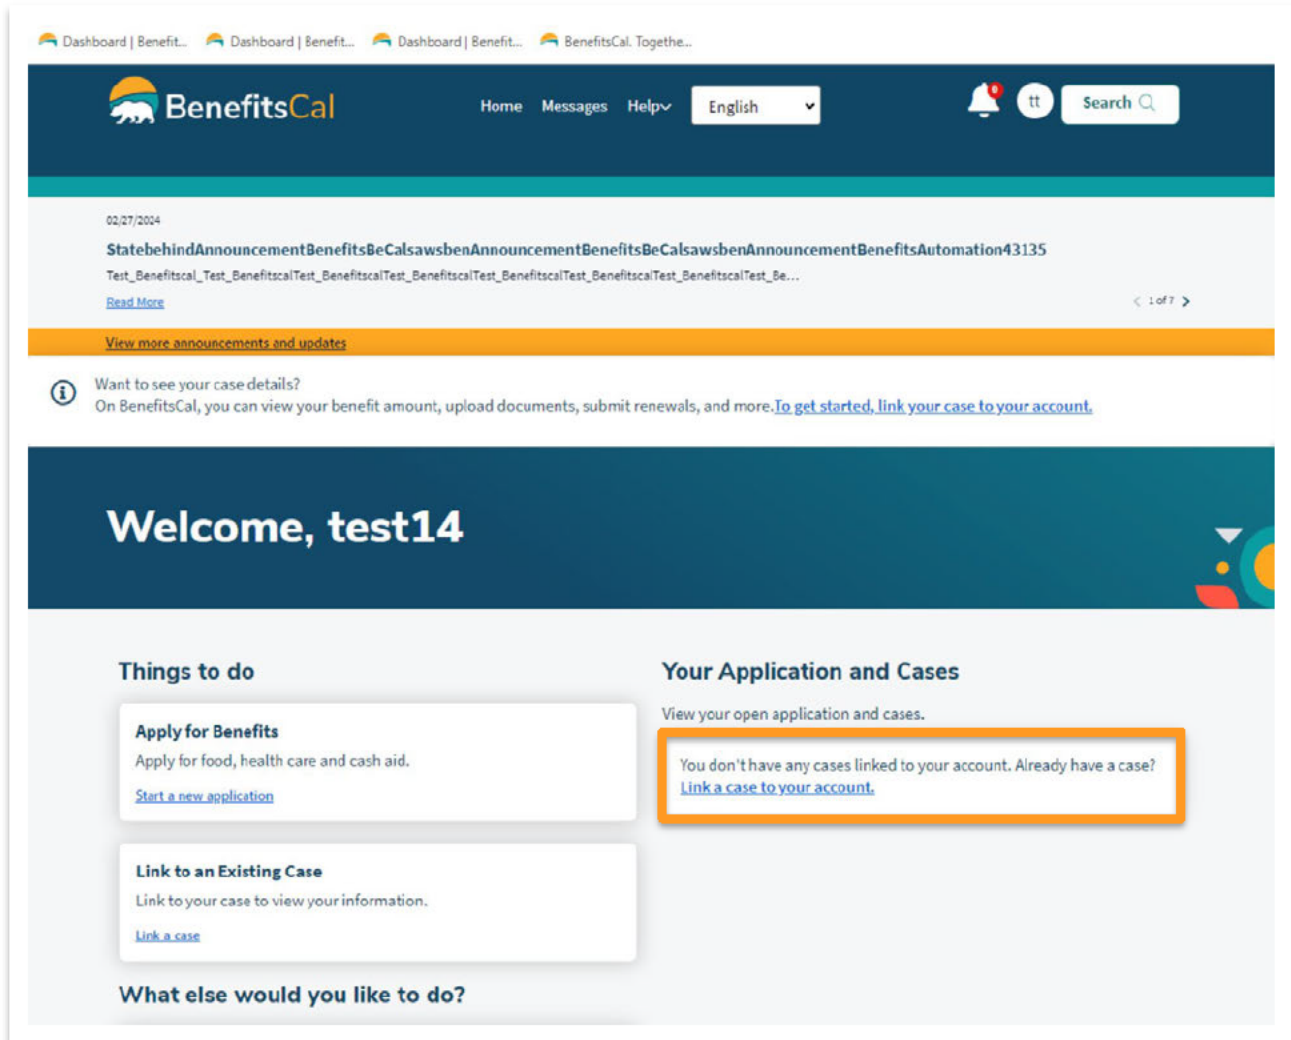 Dashboard | Benefit... Dashboard | Benefit... Dashboard | Benefit... BenefitsCal. Togethe...
BenefitsCal Home Messages Help English 0 tt Search
02/27/2024
StatebehindAnnouncementBenefitsBeCalsawsbenAnnouncementBenefitsBeCalsawsbenAnnouncementBenefitsAutomation43135
Test_Benefitscal_Test_BenefitscalTest_BenefitscalTest_BenefitscalTest_BenefitscalTest_BenefitscalTest_BenefitscalTest_Be...
Read More
1 of 7
View more announcements and updates
Want to see your case details?
On BenefitsCal, you can view your benefit amount, upload documents, submit renewals, and more.To get started, link your case to your account.
Welcome, test14
Things to do
Apply for Benefits
Apply for food, health care and cash aid.
Start a new application
Link to an Existing Case
Link to your case to view your information.
Link a case
What else would you like to do?
Your Application and Cases
View your open application and cases.
You don't have any cases linked to your account. Already have a case?
Link a case to your account.